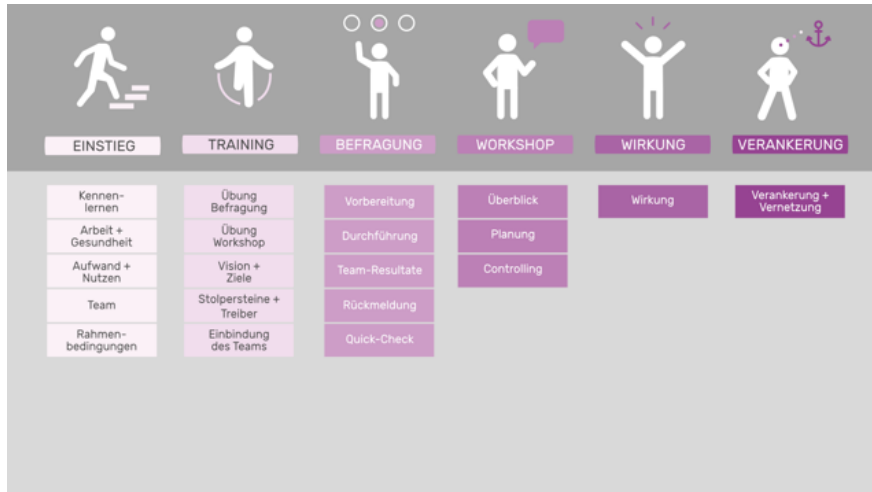 EINSTIEG
TRAINING
BEFRAGUNG
WORKSHOP
WIRKUNG
VERANKERUNG
Kennen-
lernen
Arbeit +
Gesundheit
Aufwand +
Nutzen
Team
Rahmen-
bedingungen
Übung
Befragung
Übung
Workshop
Vision +
Ziele
Stolpersteine +
Treiber
Einbindung
des Teams
Vorbereitung
Durchführung
Team-Resultate
Rückmeldung
Quick-Check
Überblick
Planung
Controlling
Wirkung
Verankerung +
Vernetzung